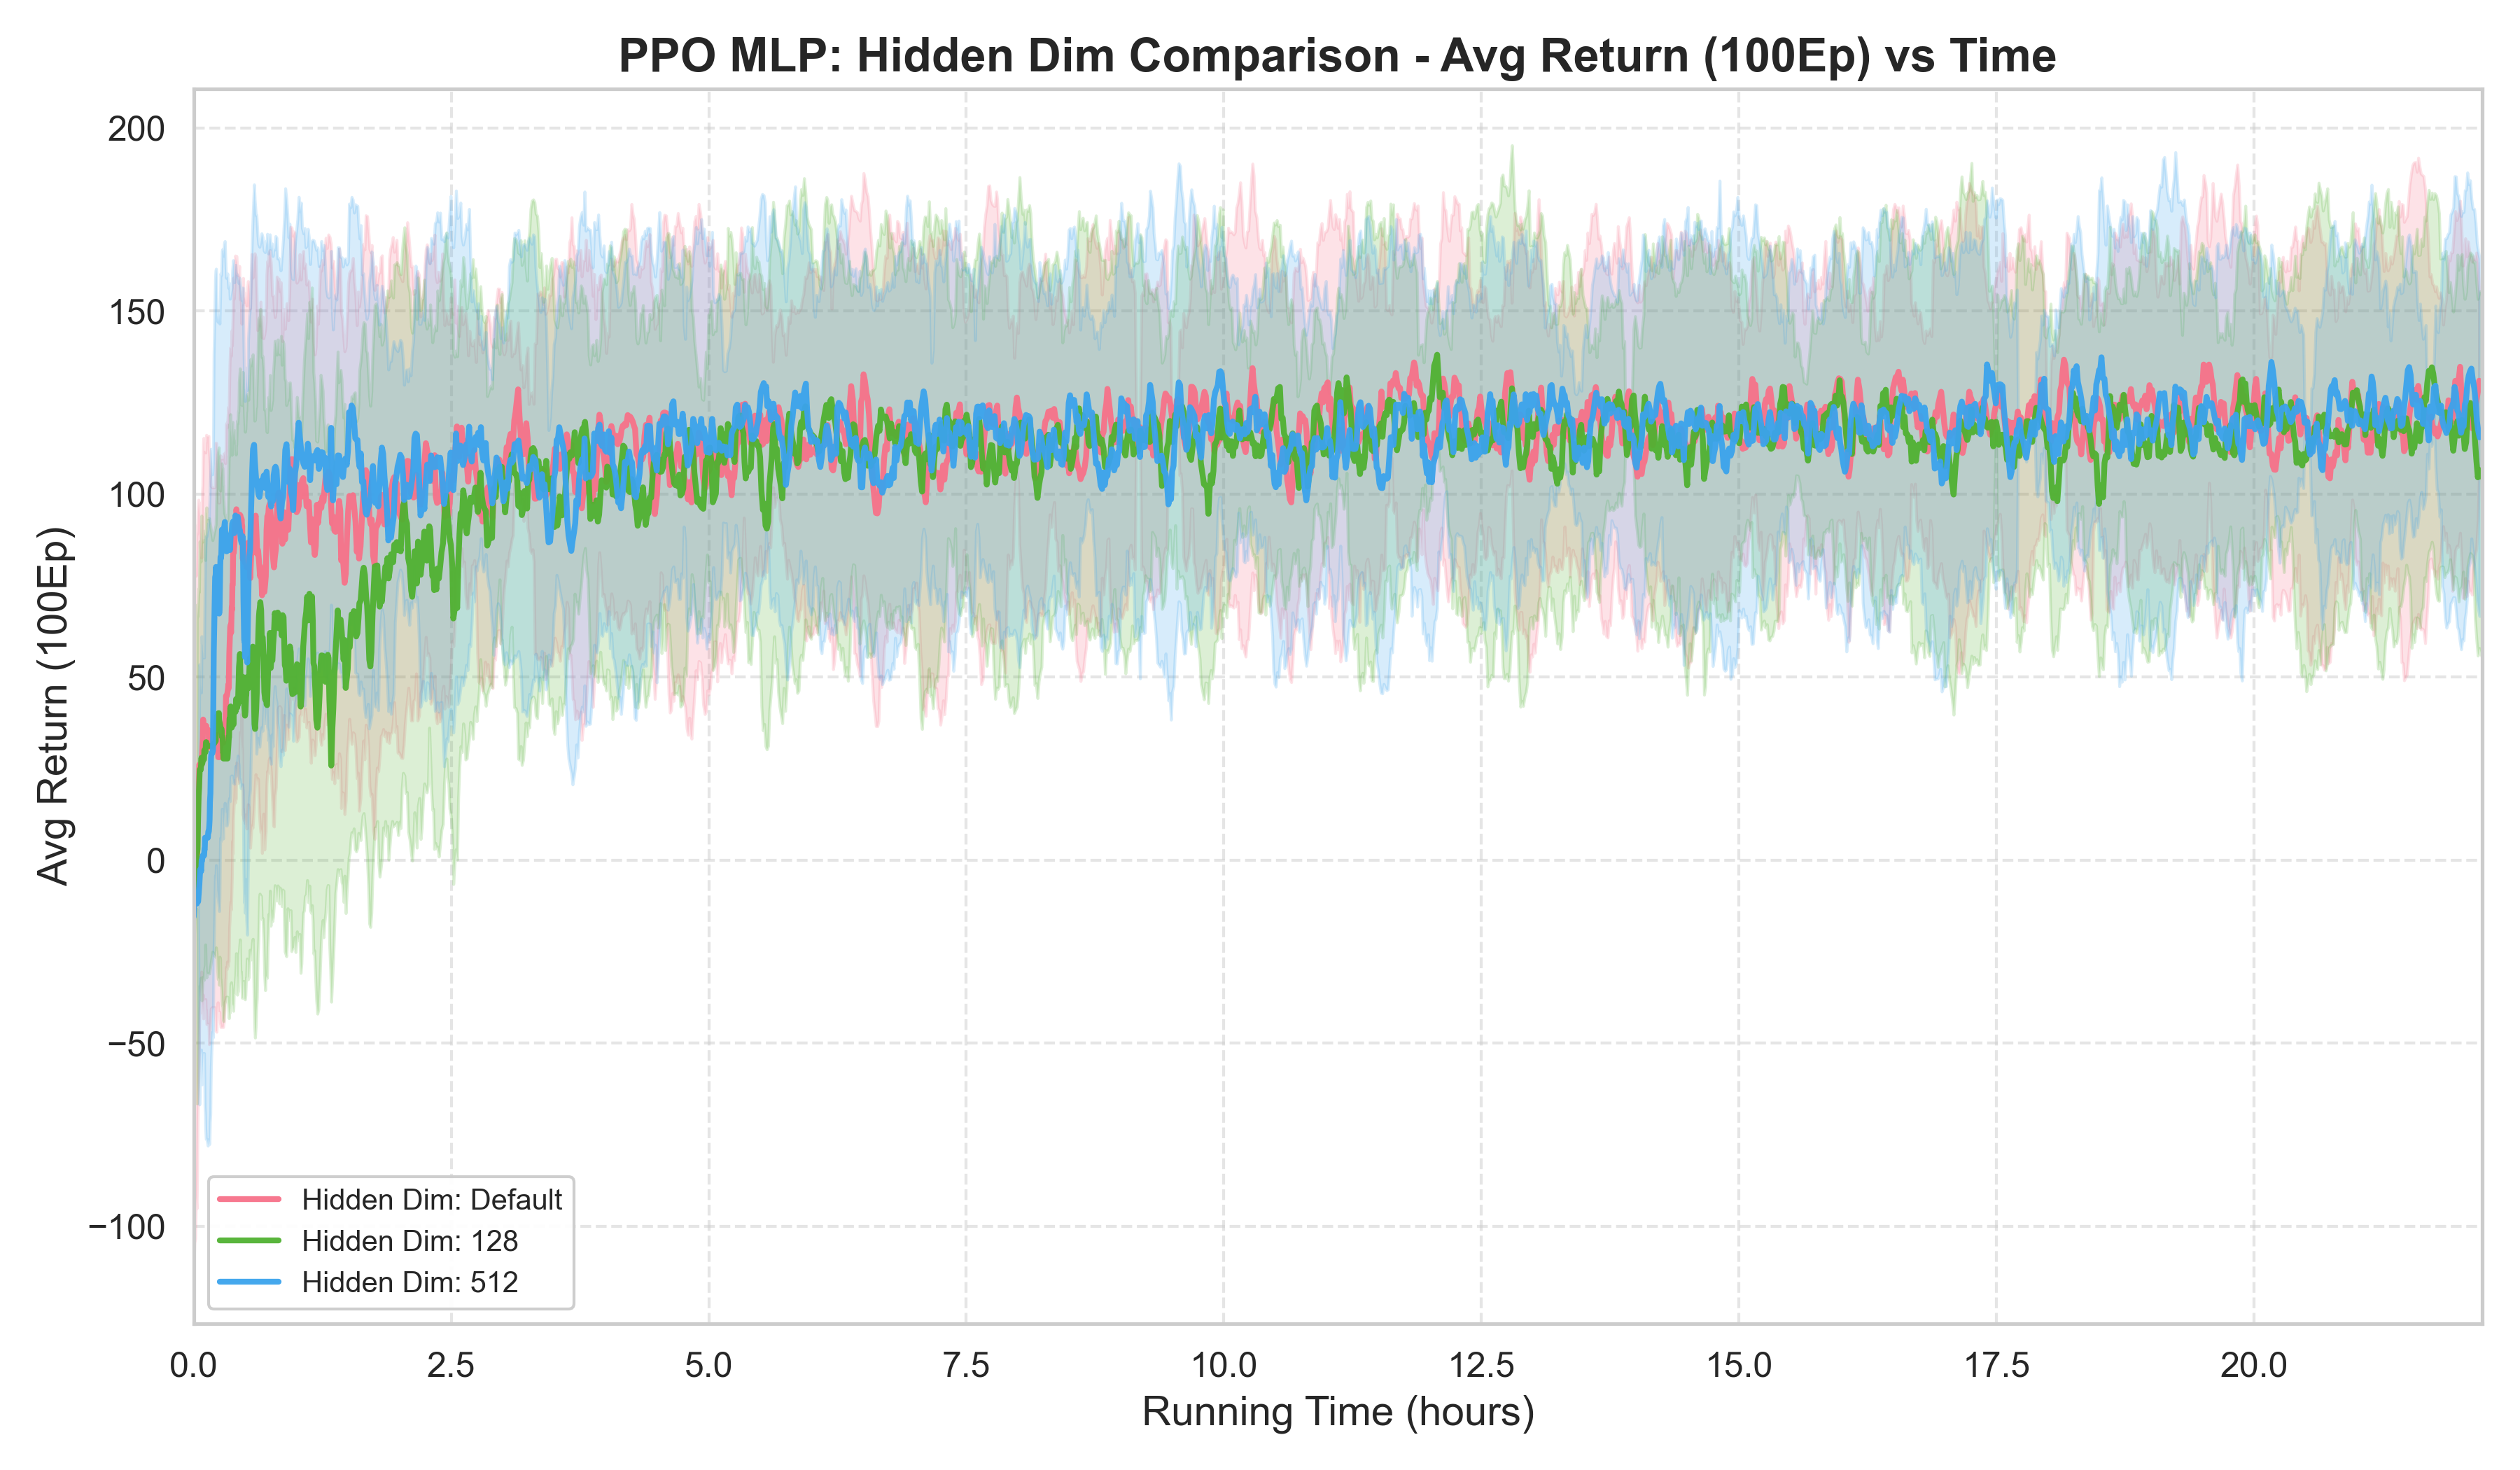 PPO MLP: Hidden Dim Comparison - Avg Return (100Ep) vs Time
Avg Return (100Ep)
200
150
100
50
0
−50
−100
Hidden Dim: Default
Hidden Dim: 128
Hidden Dim: 512
0.0 2.5 5.0 7.5 10.0 12.5 15.0 17.5 20.0
Running Time (hours)